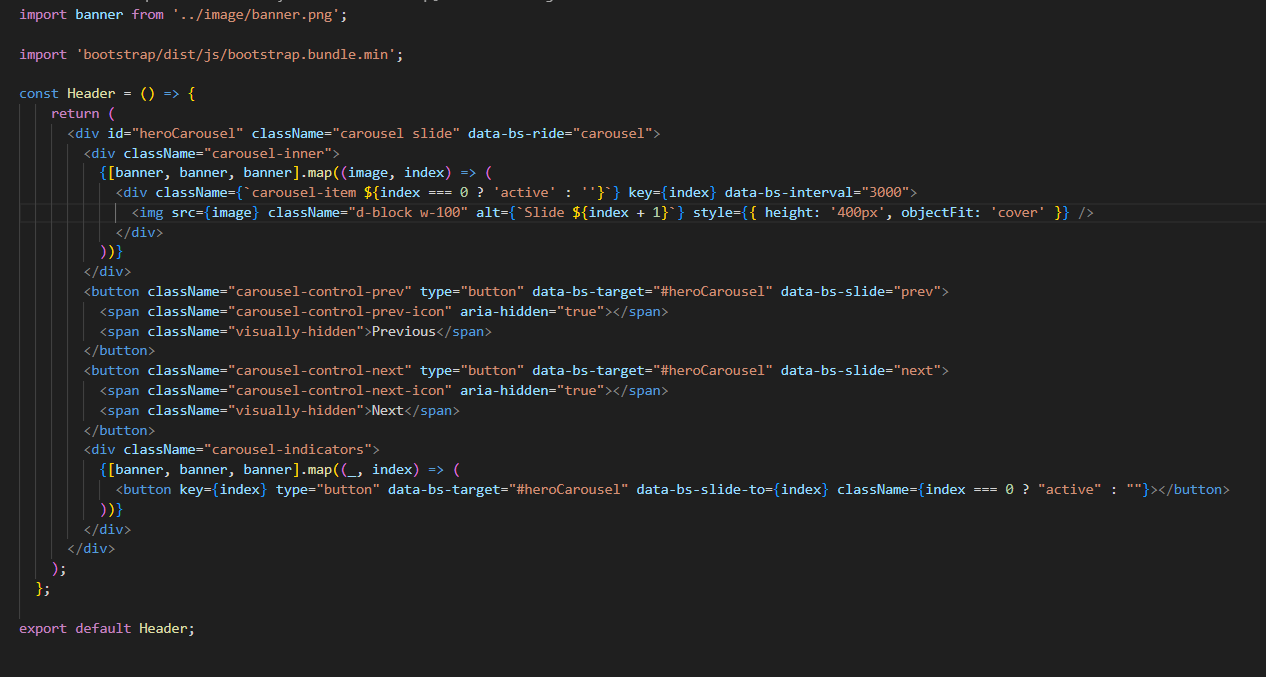 import banner from '../image/banner.png';
import 'bootstrap/dist/js/bootstrap.bundle.min';
const Header = () => {
    return (
      <div id="heroCarousel" className="carousel slide" data-bs-ride="carousel">
        <div className="carousel-inner">
          {[banner, banner, banner].map((image, index) => (
            <div className={`carousel-item ${index === 0 ? 'active' : ''}`} key={index} data-bs-interval="3000">
              <img src={image} className="d-block w-100" alt={`Slide ${index + 1}`} style={{ height: '400px', objectFit: 'cover' }} />
            </div>
          ))}
        </div>
        <button className="carousel-control-prev" type="button" data-bs-target="#heroCarousel" data-bs-slide="prev">
          <span className="carousel-control-prev-icon" aria-hidden="true"></span>
          <span className="visually-hidden">Previous</span>
        </button>
        <button className="carousel-control-next" type="button" data-bs-target="#heroCarousel" data-bs-slide="next">
          <span className="carousel-control-next-icon" aria-hidden="true"></span>
          <span className="visually-hidden">Next</span>
        </button>
        <div className="carousel-indicators">
          {[banner, banner, banner].map((_, index) => (
            <button key={index} type="button" data-bs-target="#heroCarousel" data-bs-slide-to={index} className={index === 0 ? "active" : ""}></button>
          ))}
        </div>
      </div>
    );
  };
export default Header;